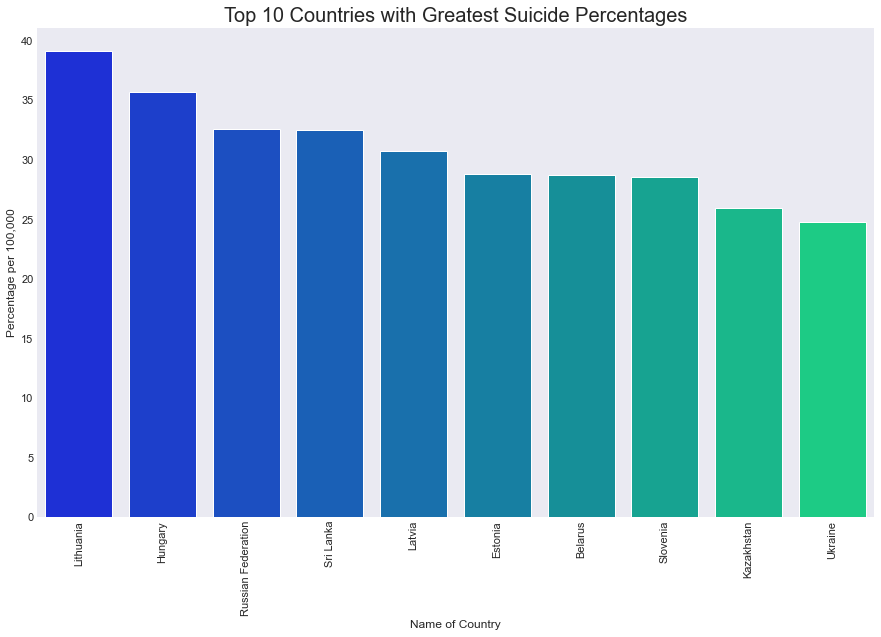 Top 10 Countries with Greatest Suicide Percentages
Percentage per 100,000
40
35
30
25
20
15
10
5
0
Lithuania
Hungary
Russian Federation
Sri Lanka
Latvia
Estonia
Belarus
Slovenia
Kazakhstan
Ukraine
Name of Country